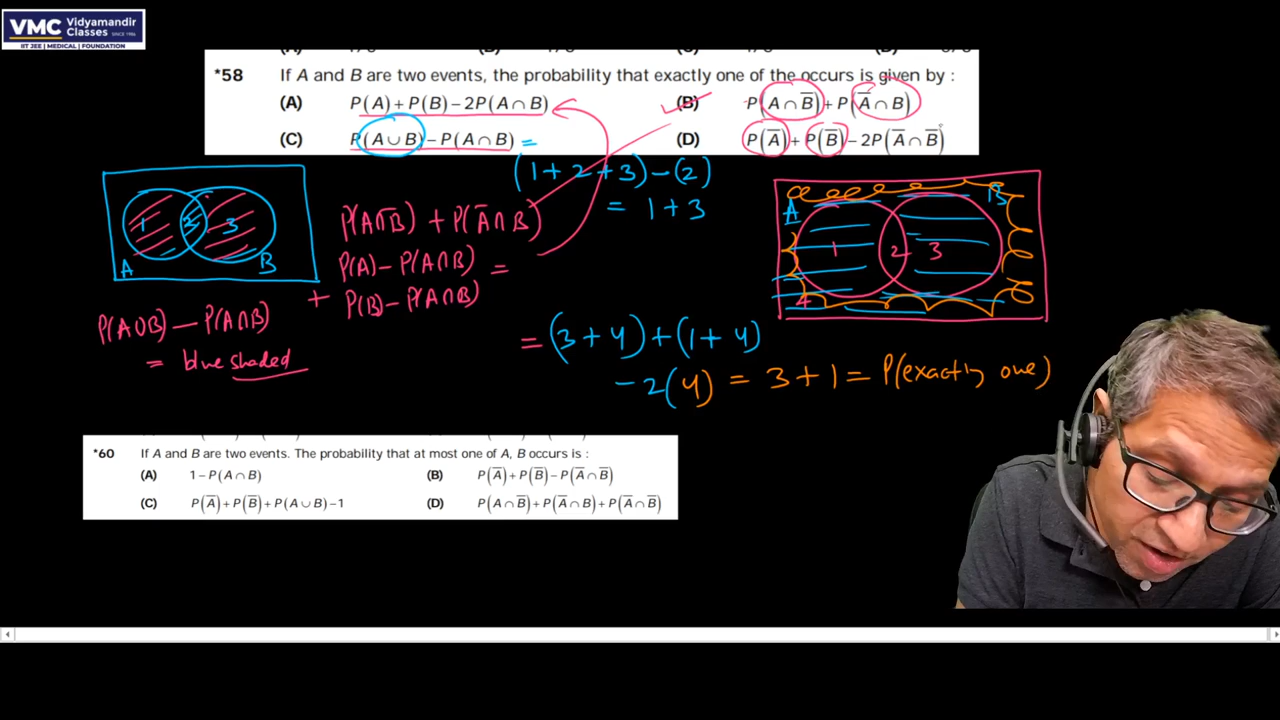 VMC Vidyamandir Classes
SINCE 1986
IIT JEE | MEDICAL | FOUNDATION
*58 If A and B are two events, the probability that exactly one of the occurs is given by :
(A) P(A) + P(B) − 2P(A ∩ B) (B) P(A ∩ B̅) + P(A̅ ∩ B)
(C) P(A ∪ B) − P(A ∩ B) = (D) P(A̅) + P(B̅) − 2P(A̅ ∩ B̅)
(1 + 2 + 3) − (2)
= 1 + 3
1 2 3
A B
P(A∩B̅) + P(A̅ ∩ B)
P(A) − P(A∩B) =
+ P(B) − P(A∩B)
P(A∪B) − P(A∩B)
= blue shaded
A B
1 2 3
4
= (3 + 4) + (1 + 4)
− 2(4) = 3 + 1 = P(exactly one)
*60 If A and B are two events. The probability that at most one of A, B occurs is :
(A) 1 − P(A ∩ B) (B) P(A̅) + P(B̅) − P(A̅ ∩ B̅)
(C) P(A̅) + P(B̅) + P(A ∪ B) − 1 (D) P(A ∩ B̅) + P(A̅ ∩ B) + P(A̅ ∩ B̅)